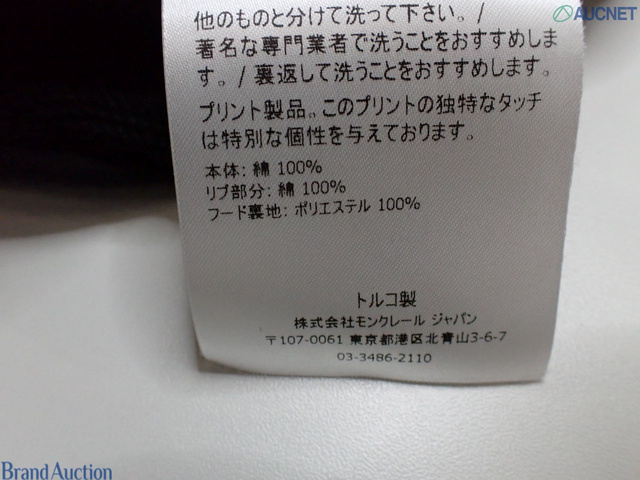 AUCNET
他のものと分けて洗って下さい。/
著名な専門業者で洗うことをおすすめしま
す。/ 裏返して洗うことをおすすめします。
プリント製品。このプリントの独特なタッチ
は特別な個性を与えております。
本体: 綿 100%
リブ部分: 綿 100%
フード裏地: ポリエステル 100%
トルコ製
株式会社モンクレール ジャパン
〒107-0061 東京都港区北青山3-6-7
03-3486-2110
Brand Auction